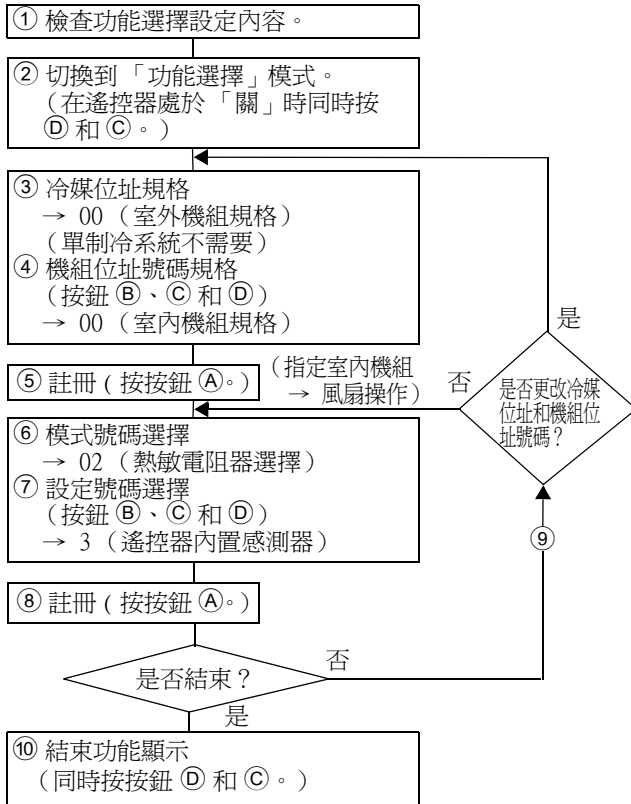 ① 檢查功能選擇設定內容。
② 切換到「功能選擇」模式。
（在遙控器處於「關」時同時按
Ⓓ 和 Ⓒ。）
③ 冷媒位址規格
→ 00（室外機組規格）
（單制冷系統不需要）
④ 機組位址號碼規格
（按鈕 Ⓑ、Ⓒ 和 Ⓓ）
→ 00（室內機組規格）
⑤ 註冊 ( 按按鈕 Ⓐ。)
（指定室內機組
→ 風扇操作）
否
是
是否更改冷媒
位址和機組位
址號碼？
⑥ 模式號碼選擇
→ 02（熱敏電阻器選擇）
⑦ 設定號碼選擇
（按鈕 Ⓑ、Ⓒ 和 Ⓓ）
→ 3（遙控器內置感測器）
⑨
⑧ 註冊 ( 按按鈕 Ⓐ。)
是否結束？
否
是
⑩ 結束功能顯示
（同時按按鈕 Ⓓ 和 Ⓒ。）